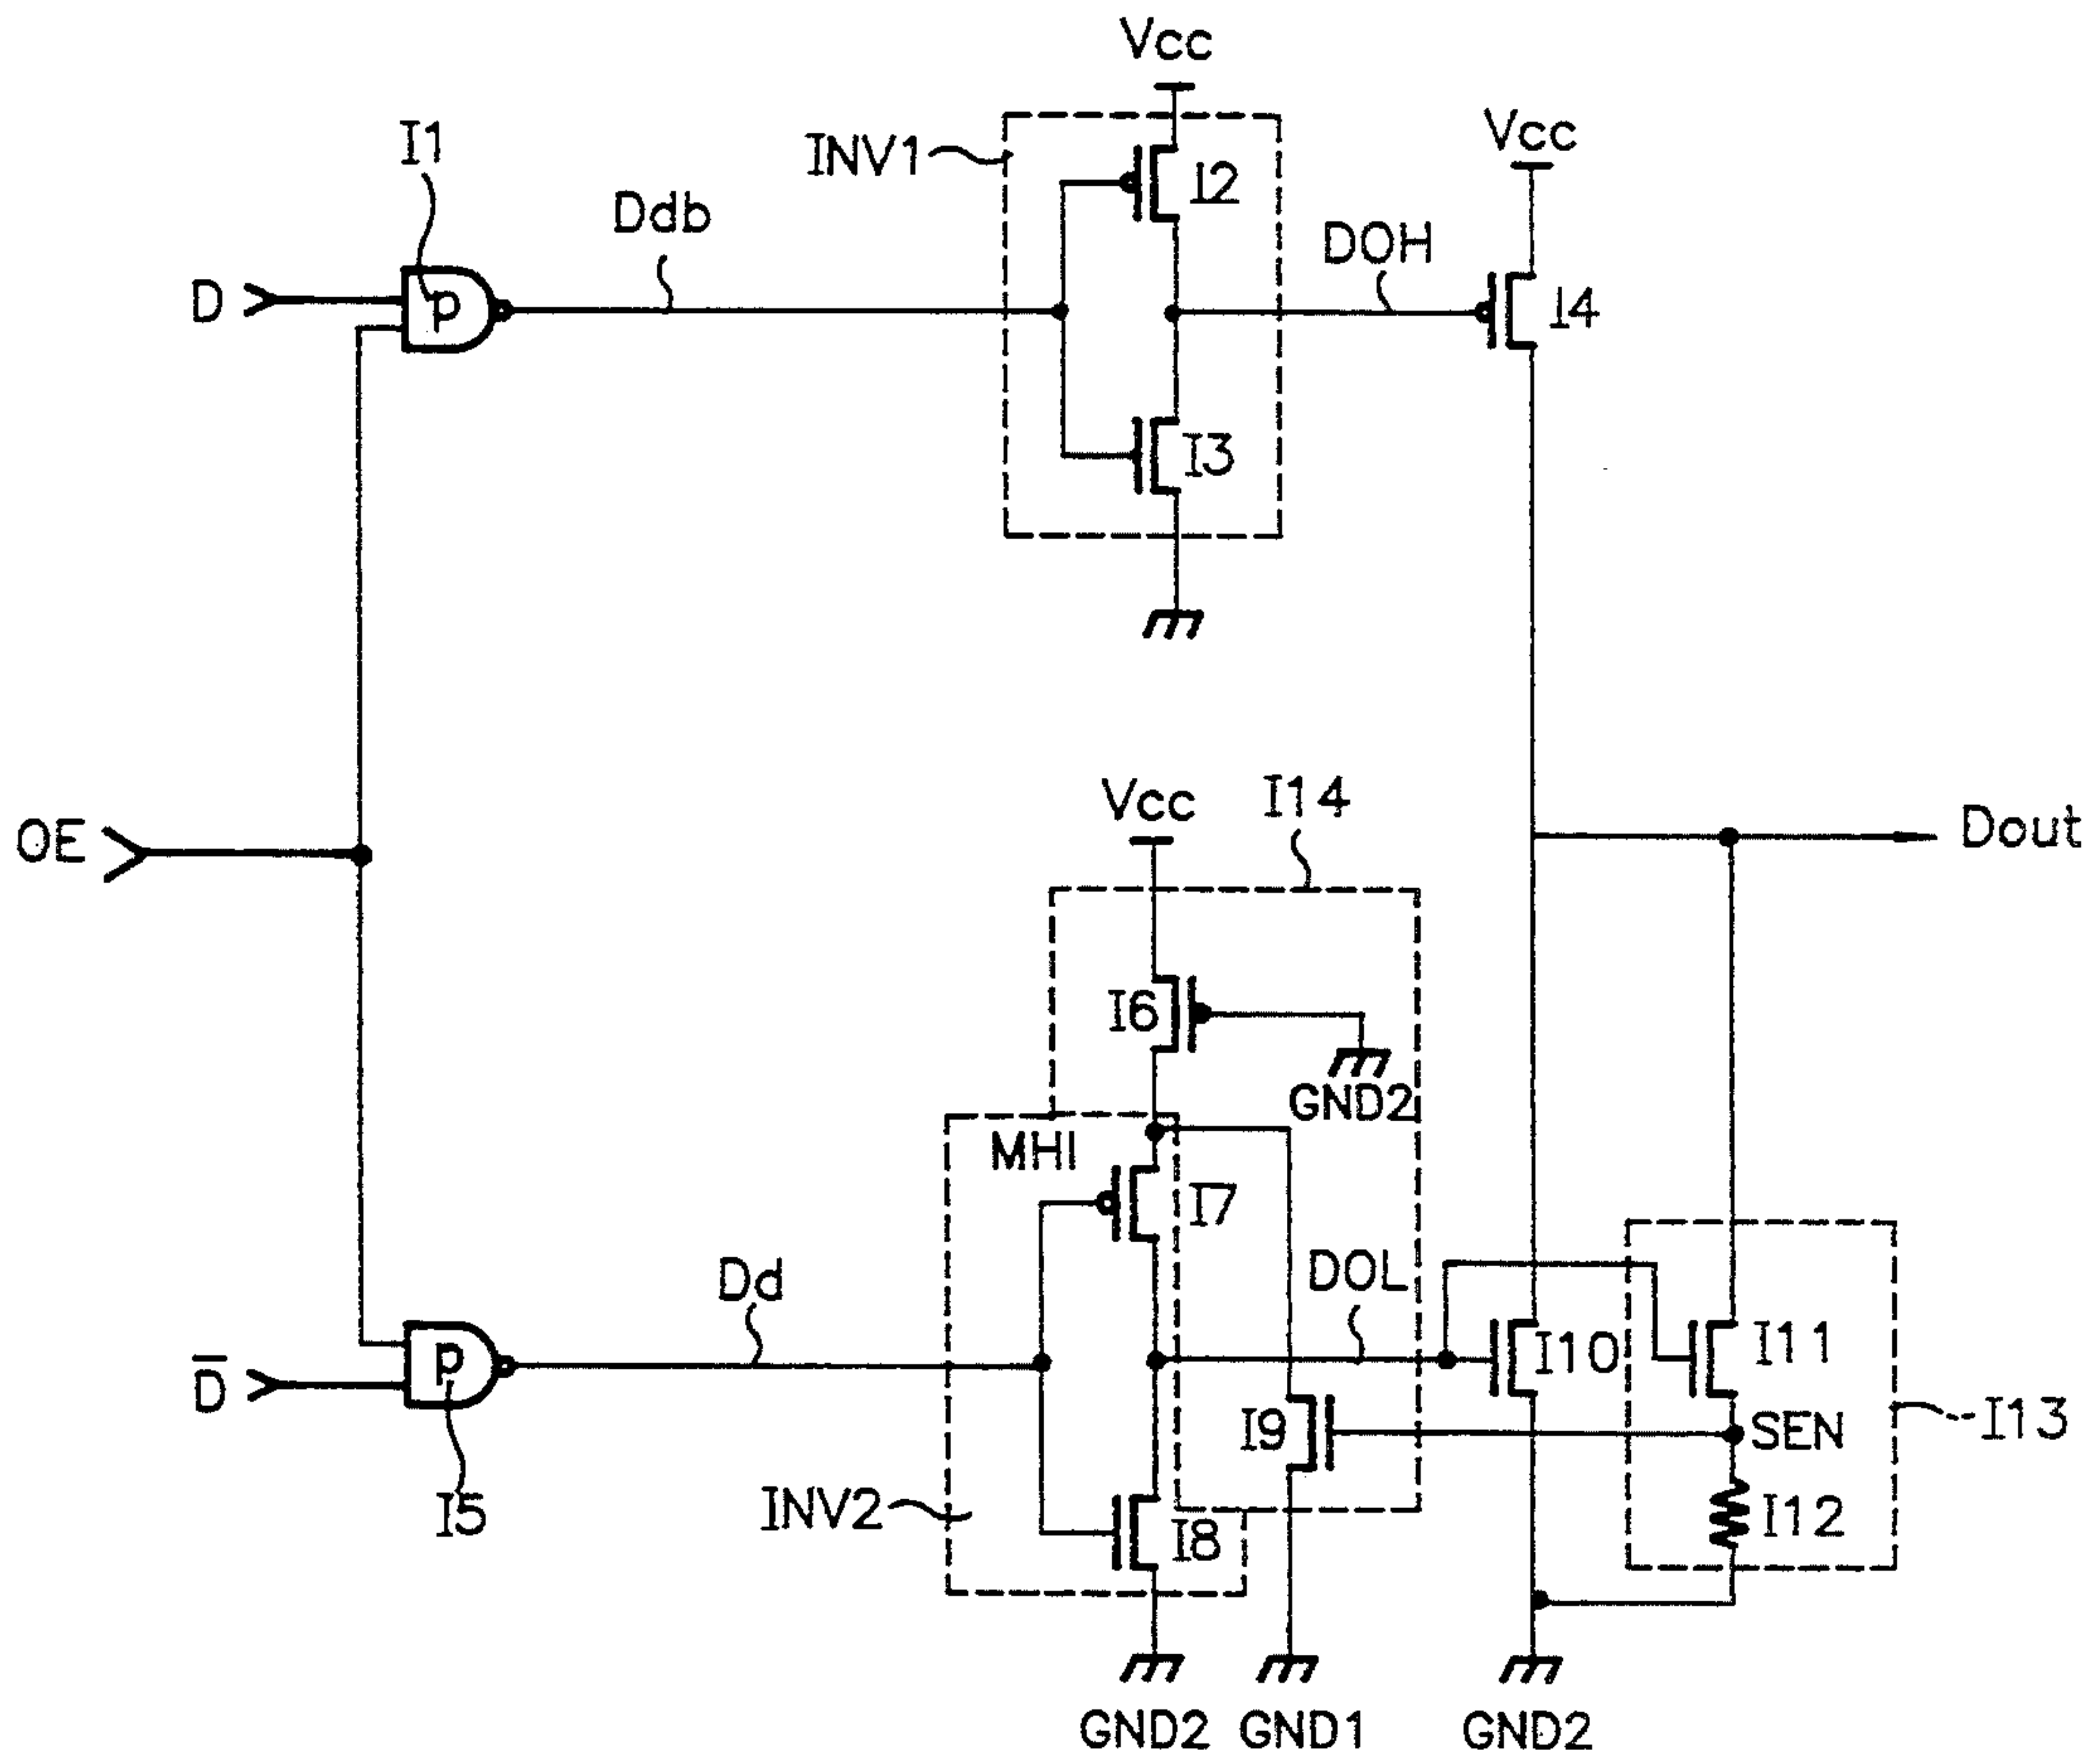 Vcc
Vcc
I1
INV1
I2
Ddb
DOH
D
P
I4
I3
Vcc
I14
OE
Dout
I6
GND2
MHI
I7
Dd
DOL
P
I10
I11
D̅
I9
SEN
I13
I5
INV2
I8
I12
GND2
GND1
GND2